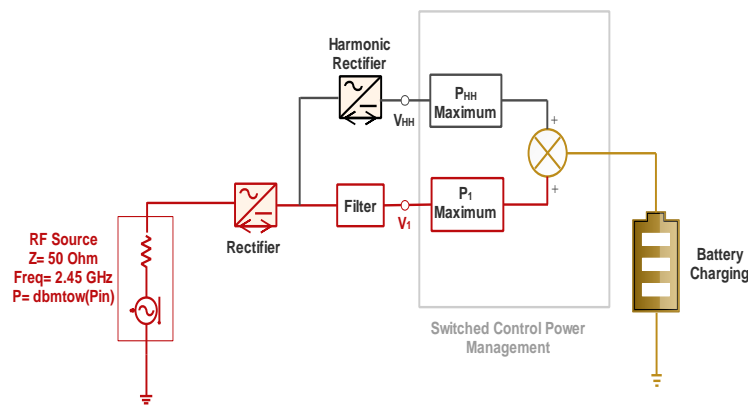 Harmonic
Rectifier
VHH
PHH
Maximum
+
+
RF Source
Z= 50 Ohm
Freq= 2.45 GHz
P= dbmtow(Pin)
Rectifier
Filter
V1
P1
Maximum
Battery
Charging
Switched Control Power
Management